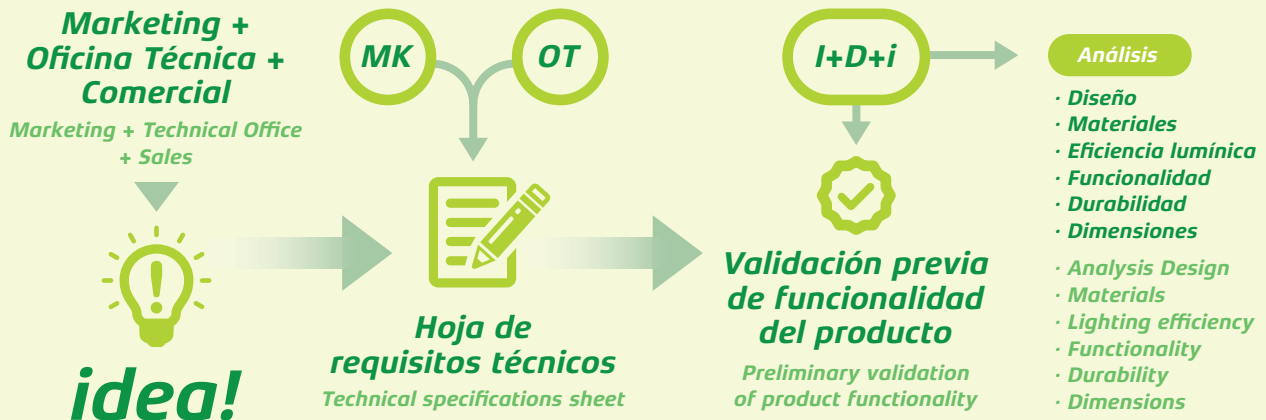 Marketing +
Oficina Técnica +
Comercial
Marketing + Technical Office
+ Sales
idea!
MK
OT
Hoja de
requisitos técnicos
Technical specifications sheet
I+D+i
Validación previa
de funcionalidad
del producto
Preliminary validation
of product functionality
Análisis
· Diseño
· Materiales
· Eficiencia lumínica
· Funcionalidad
· Durabilidad
· Dimensiones
· Analysis Design
· Materials
· Lighting efficiency
· Functionality
· Durability
· Dimensions